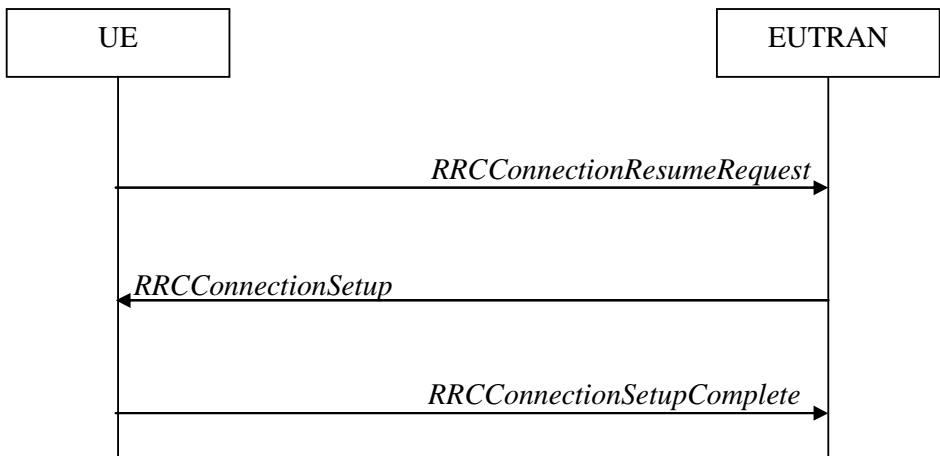 UE
EUTRAN
RRCConnectionResumeRequest
RRCConnectionSetup
RRCConnectionSetupComplete